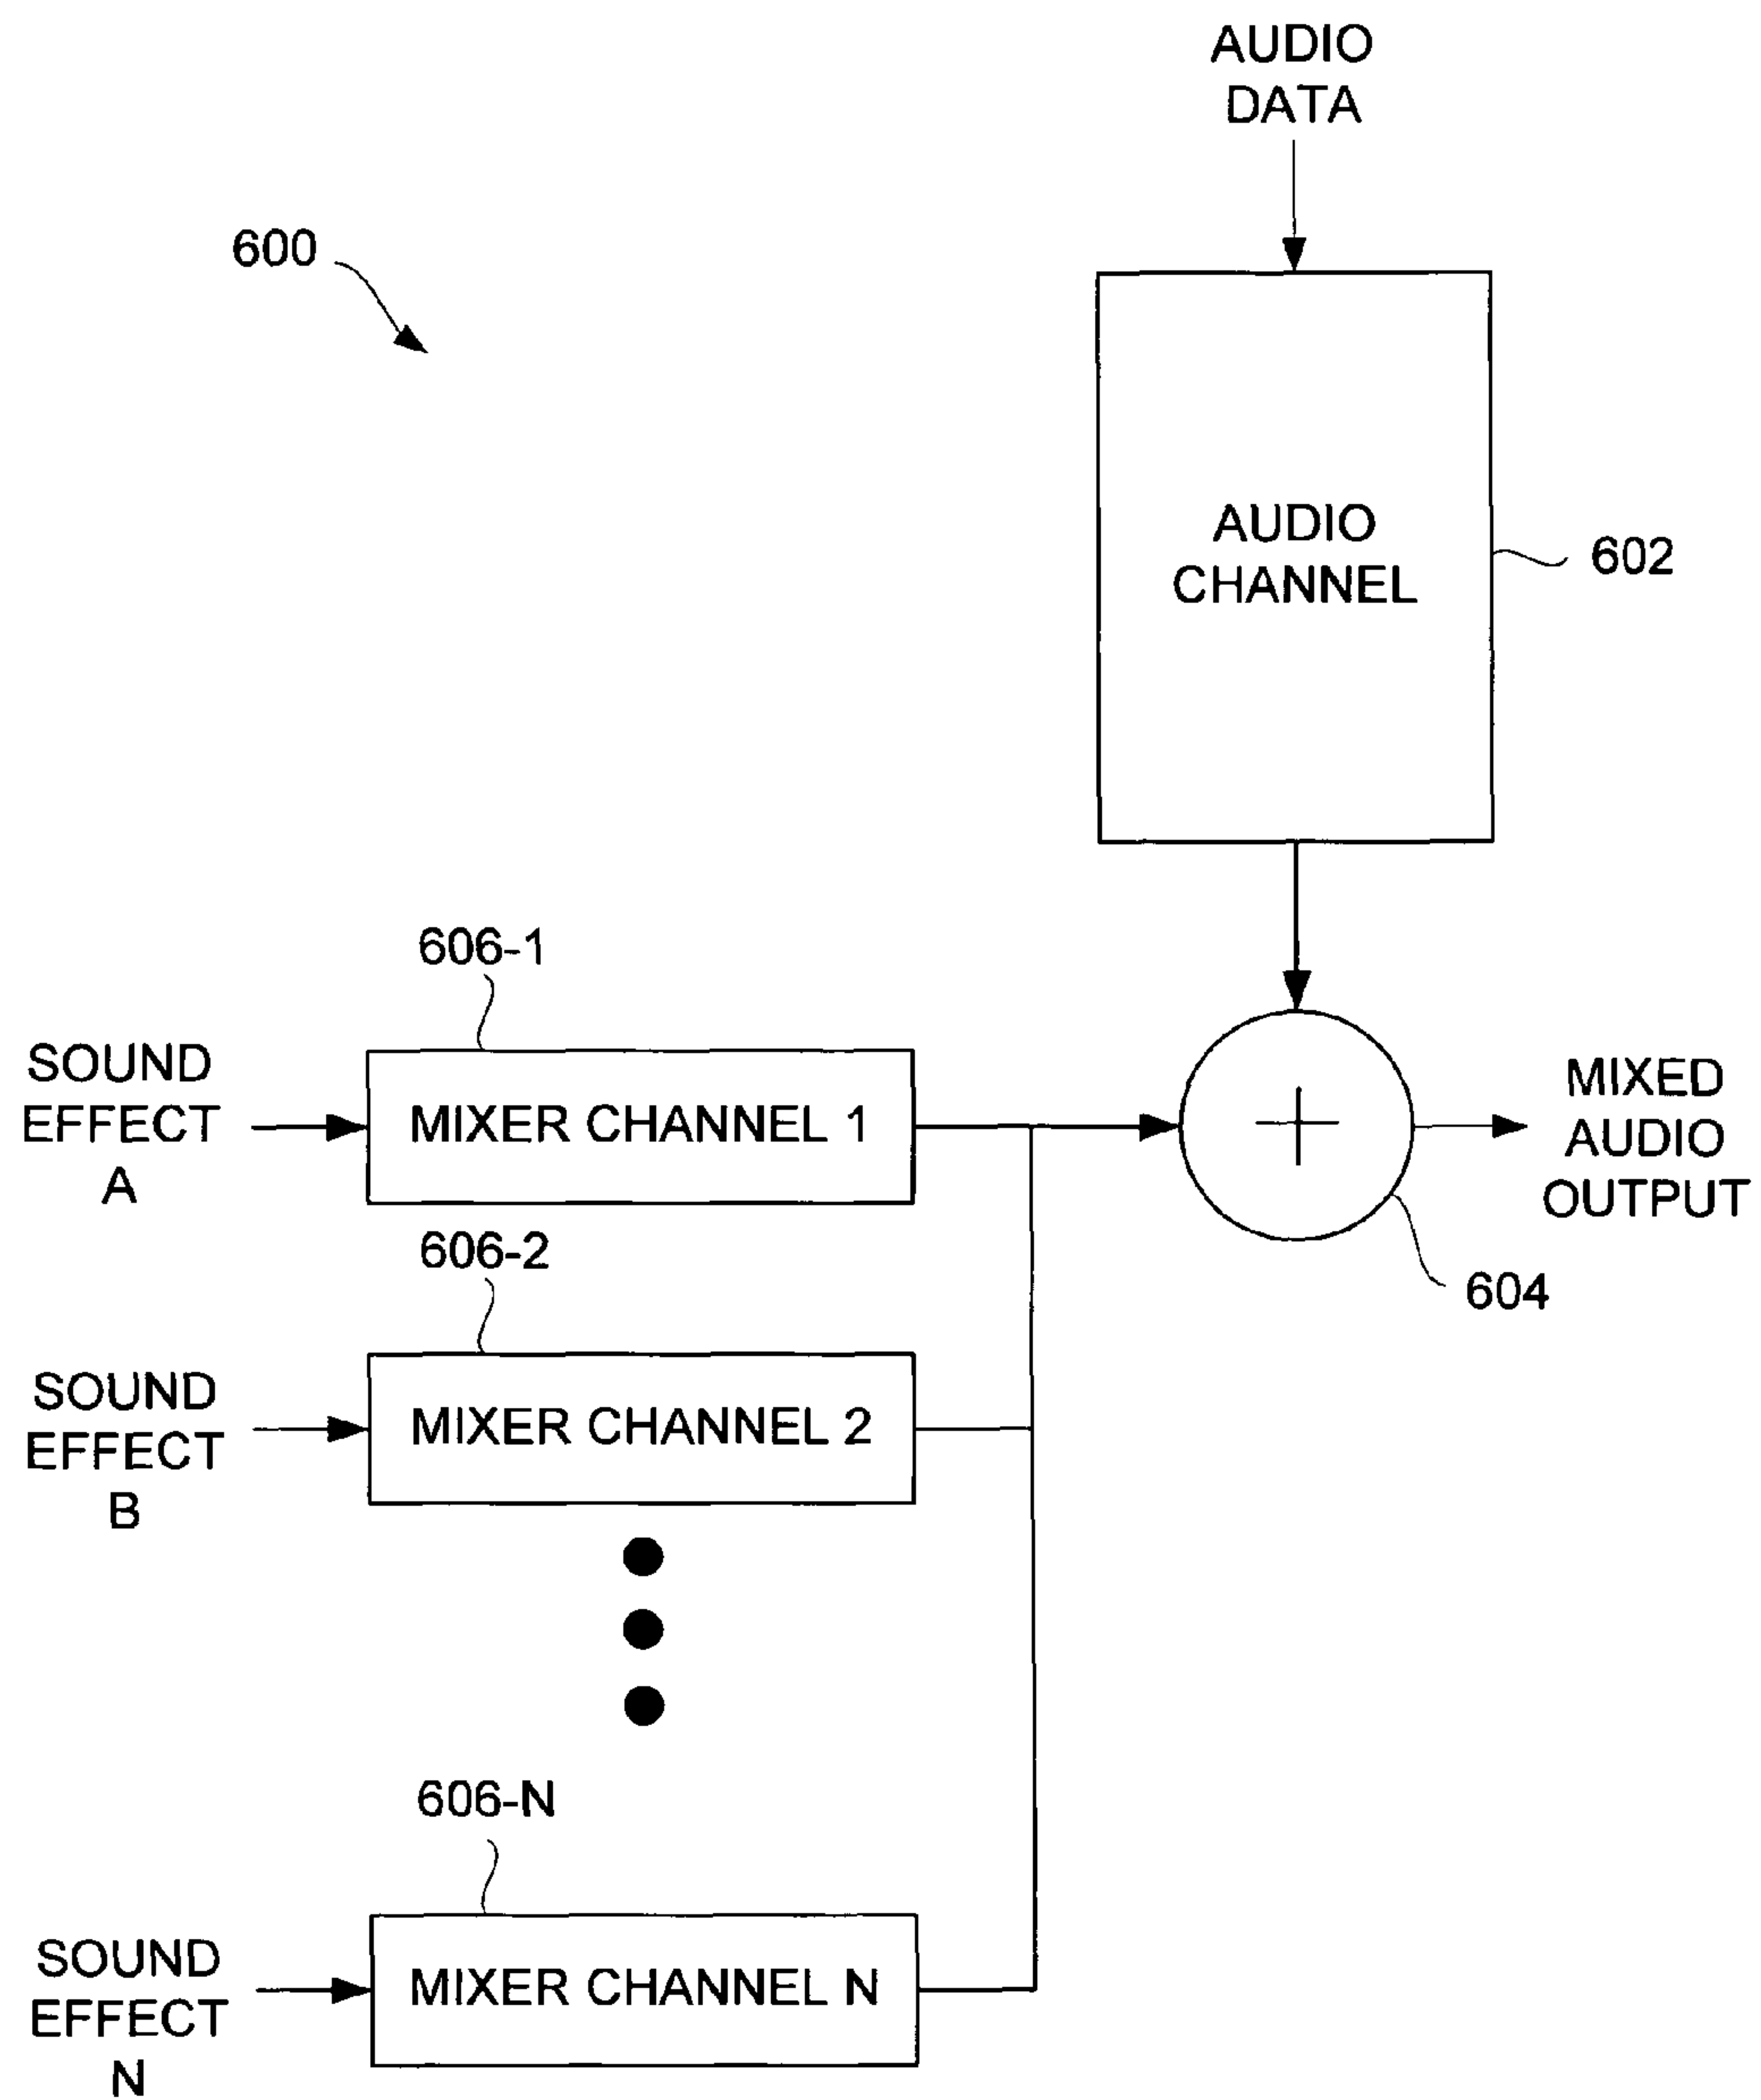 AUDIO
DATA
600
AUDIO
CHANNEL
602
606-1
SOUND
EFFECT
A
MIXER CHANNEL 1
+
MIXED
AUDIO
OUTPUT
604
606-2
SOUND
EFFECT
B
MIXER CHANNEL 2
606-N
SOUND
EFFECT
N
MIXER CHANNEL N